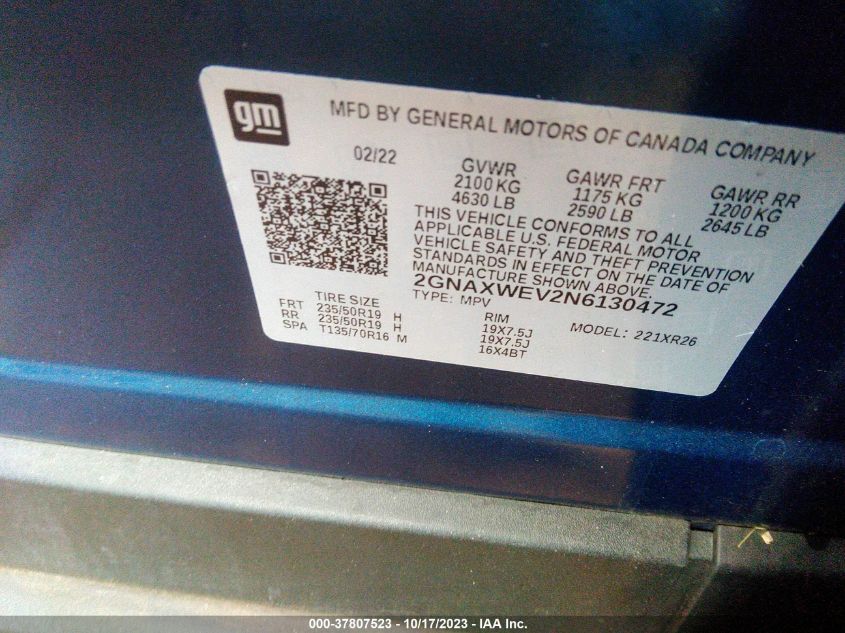 gm
MFD BY GENERAL MOTORS OF CANADA COMPANY
02/22
GVWR
2100 KG
4630 LB
GAWR FRT
1175 KG
2590 LB
GAWR RR
1200 KG
2645 LB
THIS VEHICLE CONFORMS TO ALL
APPLICABLE U.S. FEDERAL MOTOR
VEHICLE SAFETY AND THEFT PREVENTION
STANDARDS IN EFFECT ON THE DATE OF
MANUFACTURE SHOWN ABOVE.
2GNAXWEV2N6130472
TYPE: MPV
MODEL: 221XR26
TIRE SIZE
RIM
FRT 235/50R19 H 19X7.5J
RR 235/50R19 H 19X7.5J
SPA T135/70R16 M 16X4BT
000-37807523 - 10/17/2023 - IAA Inc.